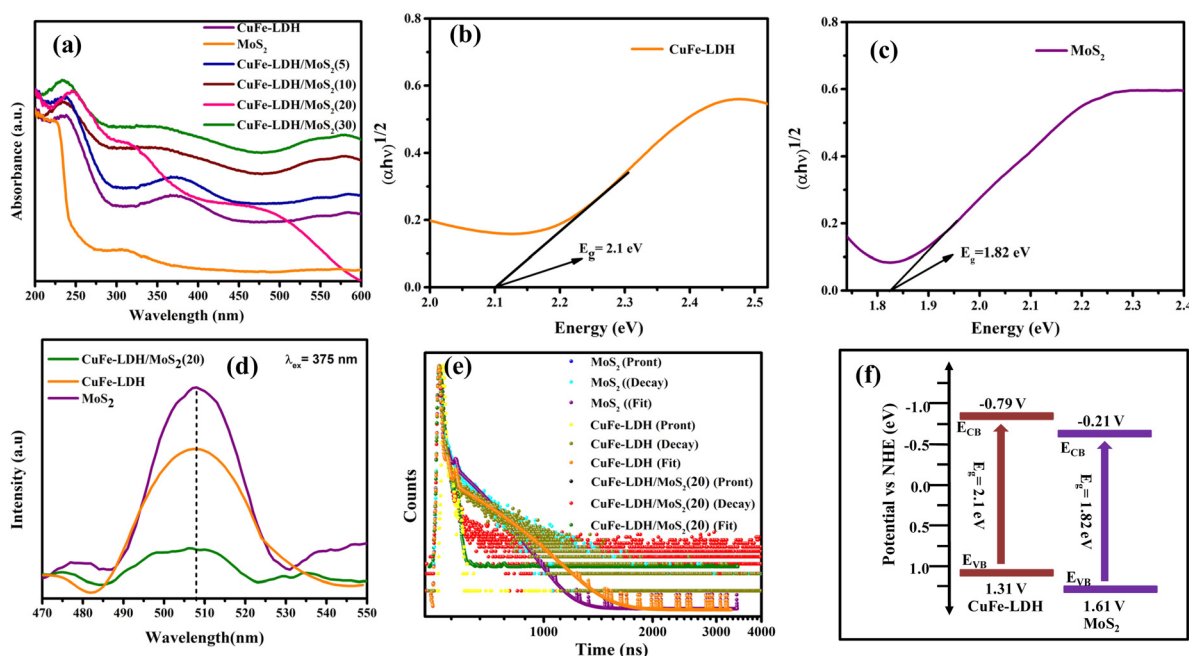 (a)
CuFe-LDH
MoS2
CuFe-LDH/MoS2(5)
CuFe-LDH/MoS2(10)
CuFe-LDH/MoS2(20)
CuFe-LDH/MoS2(30)
Absorbance (a.u.)
200 250 300 350 400 450 500 550 600
Wavelength (nm)
(b)
CuFe-LDH
(αhν)1/2
0.8
0.6
0.4
0.2
0.0
Eg= 2.1 eV
2.0 2.1 2.2 2.3 2.4 2.5
Energy (eV)
(c)
MoS2
(αhν)1/2
0.8
0.6
0.4
0.2
0.0
Eg=1.82 eV
1.8 1.9 2.0 2.1 2.2 2.3 2.4
Energy (eV)
(d)
CuFe-LDH/MoS2(20)
CuFe-LDH
MoS2
λex= 375 nm
Intensity (a.u)
470 480 490 500 510 520 530 540 550
Wavelength(nm)
(e)
MoS2 (Pront)
MoS2 ((Decay)
MoS2 ((Fit)
CuFe-LDH (Pront)
CuFe-LDH (Decay)
CuFe-LDH (Fit)
CuFe-LDH/MoS2(20) (Pront)
CuFe-LDH/MoS2(20) (Decay)
CuFe-LDH/MoS2(20) (Fit)
Counts
1000 2000 3000 4000
Time (ns)
(f)
Potential vs NHE (eV)
-1.0
-0.5
0.0
0.5
1.0
-0.79 V
ECB
Eg= 2.1 eV
EVB
1.31 V
CuFe-LDH
-0.21 V
ECB
Eg= 1.82 eV
EVB
1.61 V
MoS2